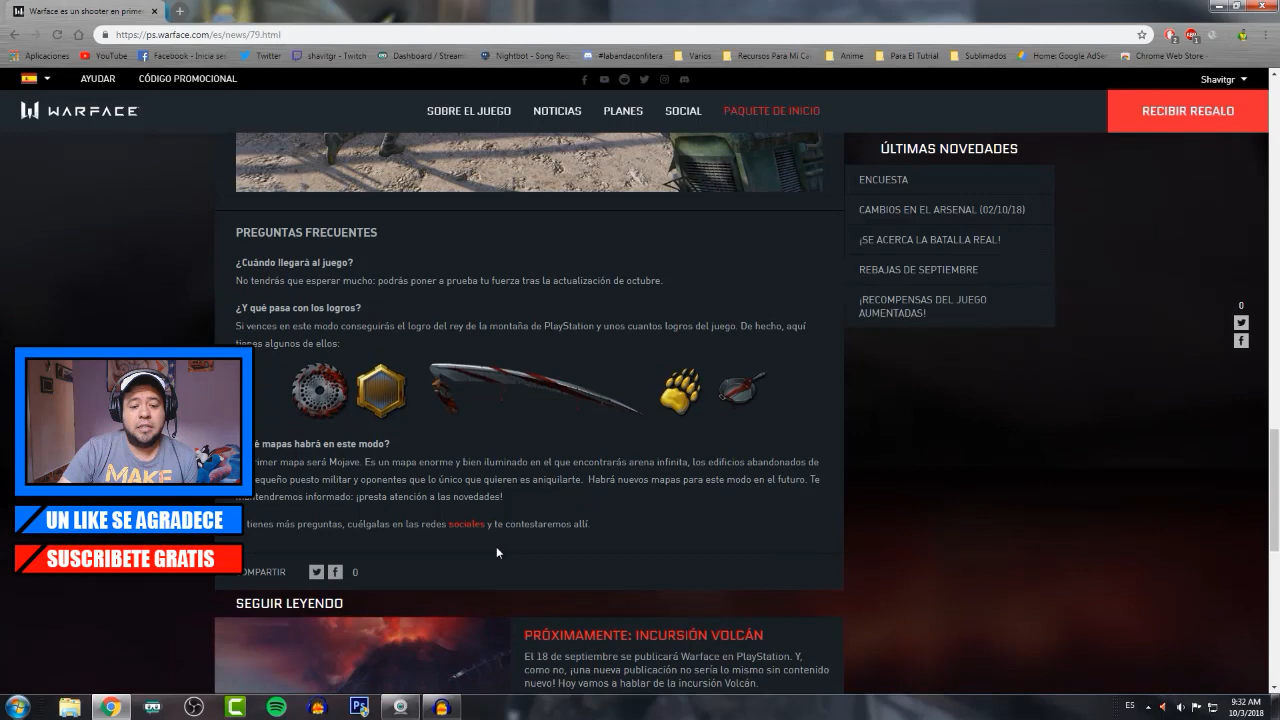 Warface es un shooter en prime
https://ps.warface.com/es/news/79.html
Aplicaciones
YouTube
Facebook - Inicia ses
shavitgr - Twitch
Dashboard / Stream
Nightbot - Song Req
#labandaconfitera
Varios
Recursos Para Mi Ca
Anime
Para El Tutirial
Sublimados
Home: Google AdSe
Chrome Web Store
AYUDAR
CÓDIGO PROMOCIONAL
Shavitgr
WARFACE
SOBRE EL JUEGO
NOTICIAS
PLANES
SOCIAL
PAQUETE DE INICIO
RECIBIR REGALO
ÚLTIMAS NOVEDADES
ENCUESTA
CAMBIOS EN EL ARSENAL (02/10/18)
¡SE ACERCA LA BATALLA REAL!
REBAJAS DE SEPTIEMBRE
¡RECOMPENSAS DEL JUEGO
AUMENTADAS!
0
PREGUNTAS FRECUENTES
¿Cuándo llegará al juego?
No tendrás que esperar mucho: podrás poner a prueba tu fuerza tras la actualización de octubre.
¿Y qué pasa con los logros?
Si vences en este modo conseguirás el logro del rey de la montaña de PlayStation y unos cuantos logros del juego. De hecho, aquí
tienes algunos de ellos:
é mapas habrá en este modo?
rimer mapa será Mojave. Es un mapa enorme y bien iluminado en el que encontrarás arena infinita, los edificios abandonados de
equeño puesto militar y oponentes que lo único que quieren es aniquilarte. Habrá nuevos mapas para este modo en el futuro. Te
ntendremos informado: ¡presta atención a las novedades!
tienes más preguntas, cuélgalas en las redes sociales y te contestaremos allí.
OMPARTIR
0
MAKE
UN LIKE SE AGRADECE
SUSCRIBETE GRATIS
SEGUIR LEYENDO
PRÓXIMAMENTE: INCURSIÓN VOLCÁN
El 18 de septiembre se publicará Warface en PlayStation. Y,
como no, ¡una nueva publicación no sería lo mismo sin contenido
nuevo! Hoy vamos a hablar de la incursión Volcán.
ES
9:32 AM
10/3/2018